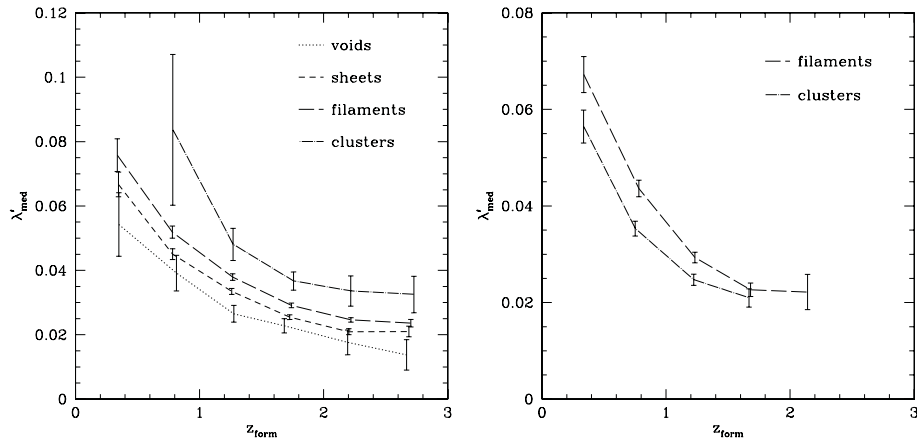 0.12
0.1
0.08
0.06
0.04
0.02
0
λ'med
0 1 2 3
zform
voids
sheets
filaments
clusters
0.08
0.06
0.04
0.02
0
λ'med
0 1 2 3
zform
filaments
clusters